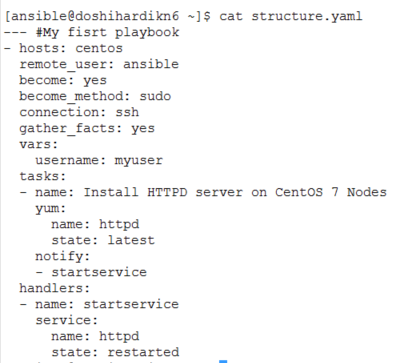 [ansible@doshihardikn6 ~]$ cat structure.yaml
--- #My fisrt playbook
- hosts: centos
  remote_user: ansible
  become: yes
  become_method: sudo
  connection: ssh
  gather_facts: yes
  vars:
    username: myuser
  tasks:
  - name: Install HTTPD server on CentOS 7 Nodes
    yum:
      name: httpd
      state: latest
    notify:
    - startservice
  handlers:
  - name: startservice
    service:
      name: httpd
      state: restarted